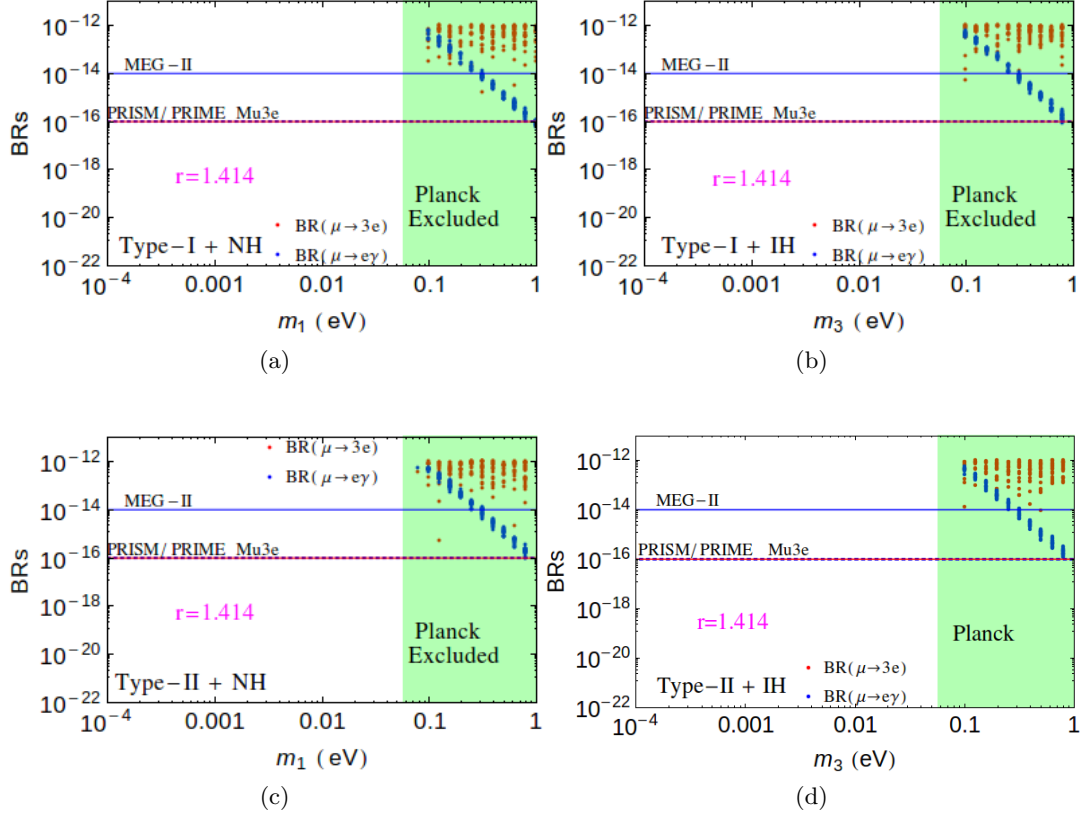 10⁻¹²
10⁻¹⁴
10⁻¹⁶
10⁻¹⁸
10⁻²⁰
10⁻²²
BRs
MEG−II
PRISM/PRIME Mu3e
r=1.414
Planck
Excluded
BR(μ→3e)
Type−I + NH
BR(μ→eγ)
10⁻⁴ 0.001 0.01 0.1 1
m₁ (eV)
(a)
10⁻¹²
10⁻¹⁴
10⁻¹⁶
10⁻¹⁸
10⁻²⁰
10⁻²²
BRs
MEG−II
PRISM/PRIME Mu3e
r=1.414
Planck
Excluded
BR(μ→3e)
Type−I + IH
BR(μ→eγ)
10⁻⁴ 0.001 0.01 0.1 1
m₃ (eV)
(b)
BR(μ→3e)
BR(μ→eγ)
10⁻¹²
10⁻¹⁴
10⁻¹⁶
10⁻¹⁸
10⁻²⁰
10⁻²²
BRs
MEG−II
PRISM/PRIME Mu3e
r=1.414
Planck
Excluded
Type−II + NH
10⁻⁴ 0.001 0.01 0.1 1
m₁ (eV)
(c)
10⁻¹²
10⁻¹⁴
10⁻¹⁶
10⁻¹⁸
10⁻²⁰
10⁻²²
BRs
MEG−II
PRISM/PRIME Mu3e
r=1.414
Planck
BR(μ→3e)
Type−II + IH
BR(μ→eγ)
10⁻⁴ 0.001 0.01 0.1 1
m₃ (eV)
(d)